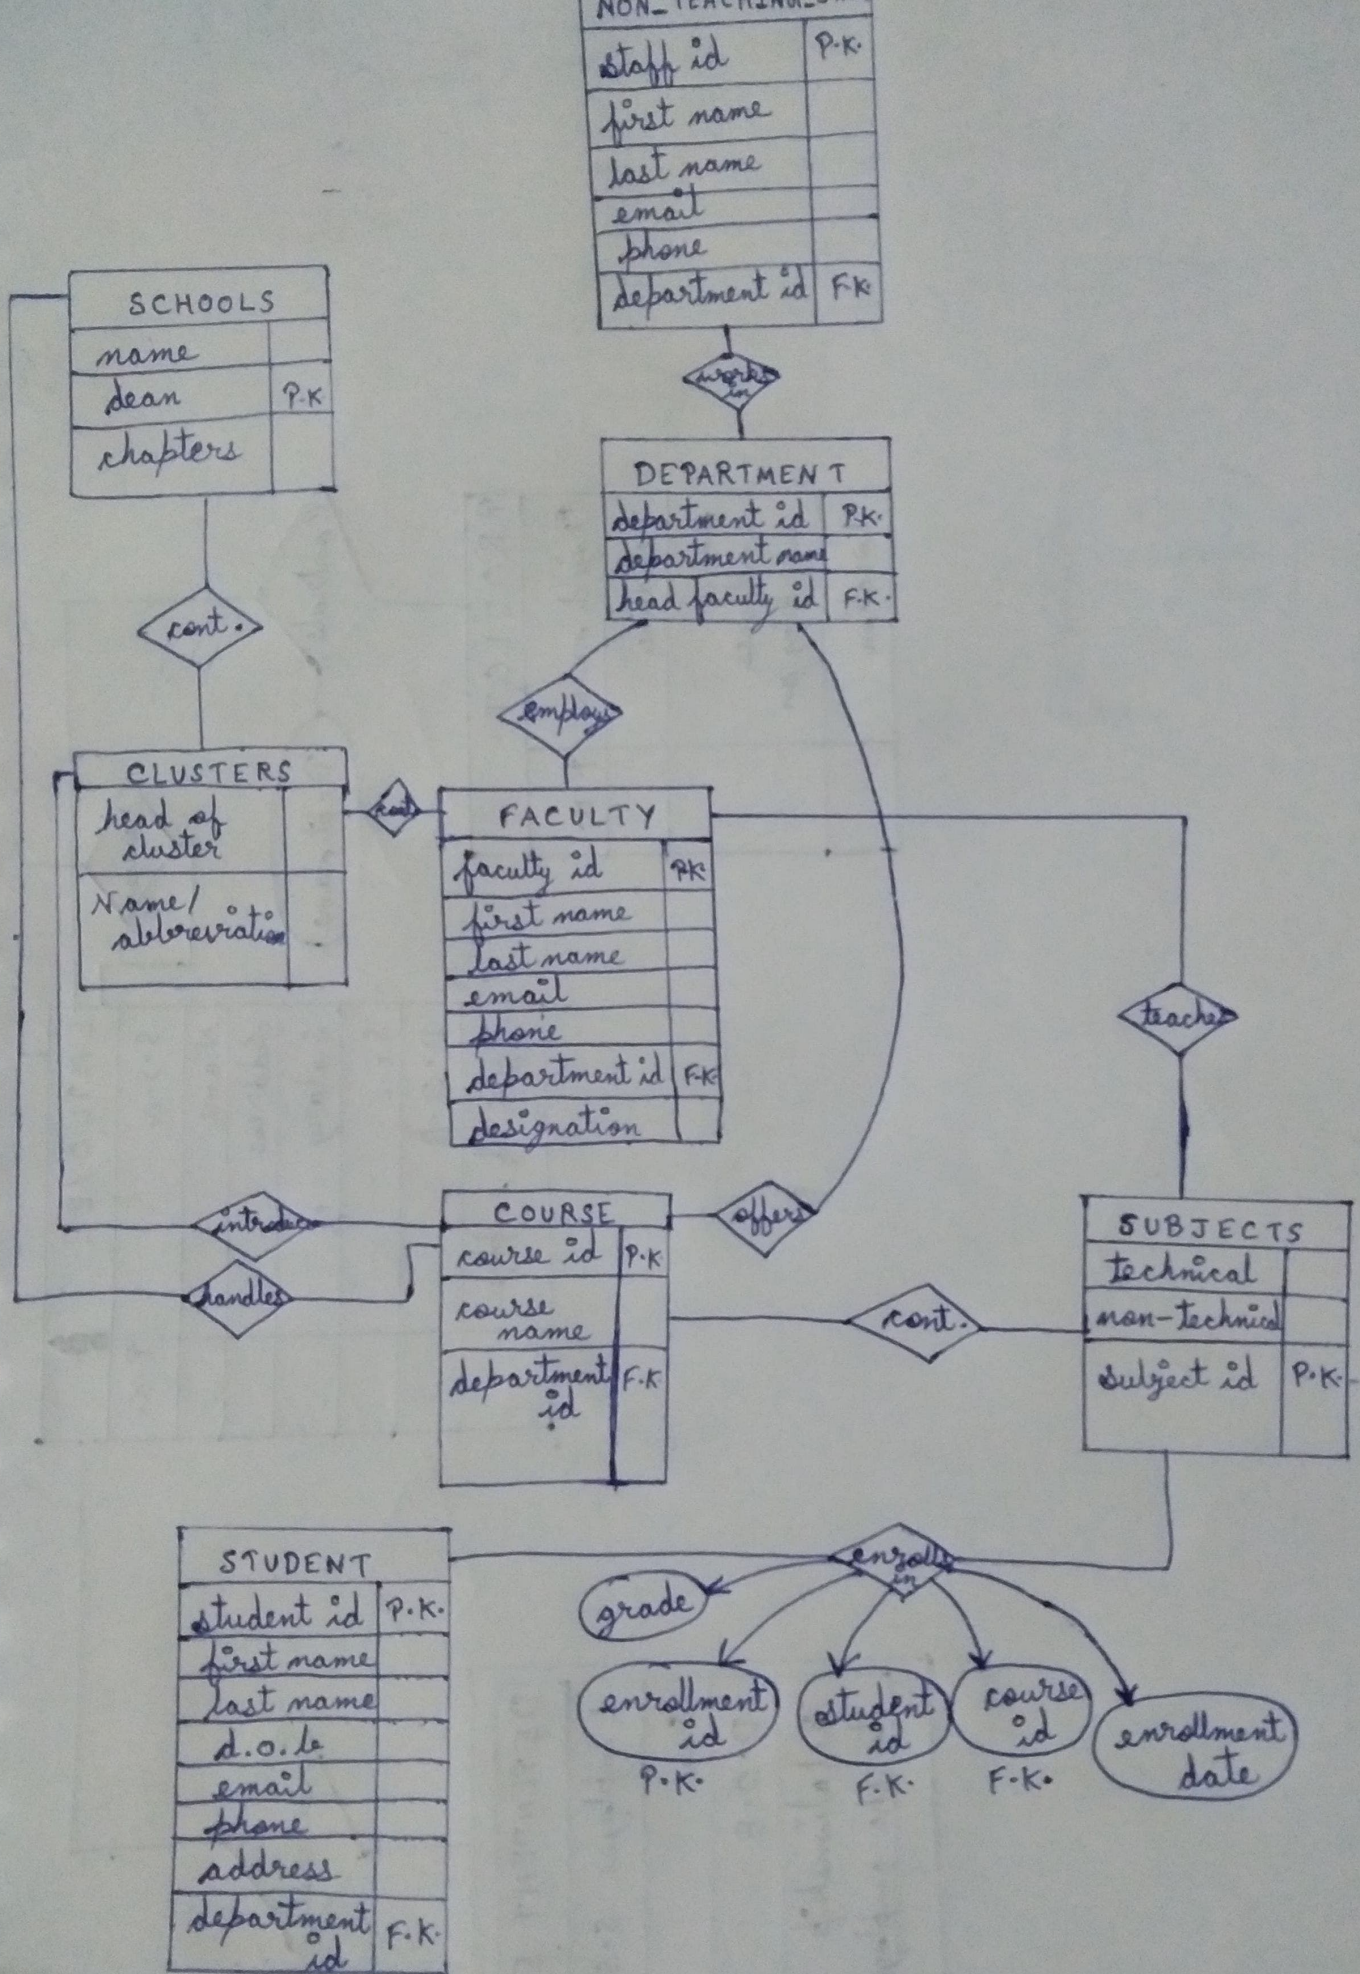 NON_TEACHING
staff id P.K.
first name
last name
email
phone
department id F.K.
works in
SCHOOLS
name
dean P.K
chapters
cont.
DEPARTMENT
department id P.K.
department name
head faculty id F.K.
employs
CLUSTERS
head of
cluster
Name/
abbreviation
cont
FACULTY
faculty id P.K.
first name
last name
email
phone
department id F.K.
designation
teaches
introduces
handles
COURSE
course id P.K
course
name
department F.K
id
offers
cont.
SUBJECTS
technical
non-technical
subject id P.K.
STUDENT
student id P.K.
first name
last name
d.o.b
email
phone
address
department
id F.K.
enrolls
in
grade
enrollment
id
P.K.
student
id
F.K.
course
id
F.K.
enrollment
date